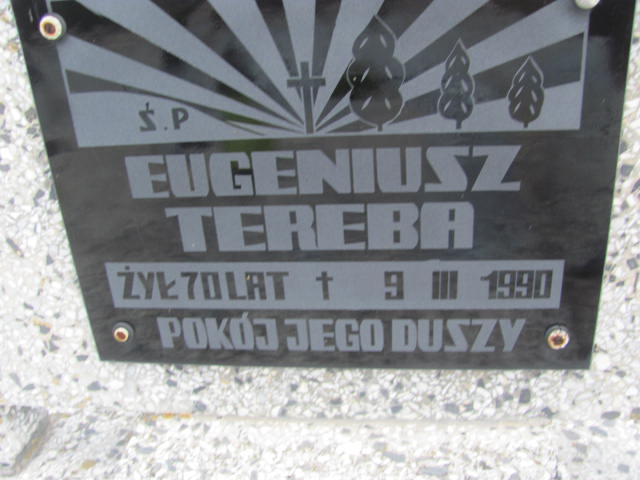 Ś.P
EUGENIUSZ
TEREBA
ŻYŁ 70 LAT † 9 III 1990
POKÓJ JEGO DUSZY